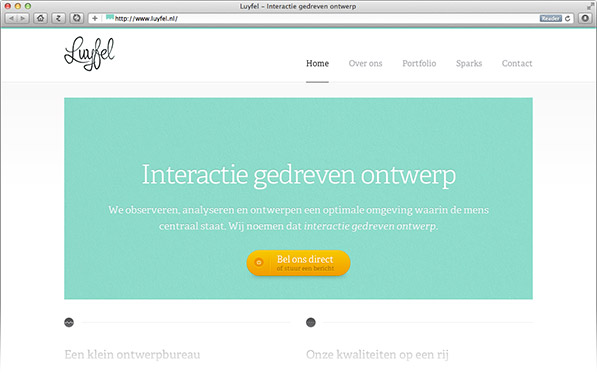 Luyfel – Interactie gedreven ontwerp
http://www.luyfel.nl/
Reader
Luyfel
Home
Over ons
Portfolio
Sparks
Contact
Interactie gedreven ontwerp
We observeren, analyseren en ontwerpen een optimale omgeving waarin de mens
centraal staat. Wij noemen dat interactie gedreven ontwerp.
Bel ons direct
of stuur een bericht
Een klein ontwerpbureau
Onze kwaliteiten op een rij